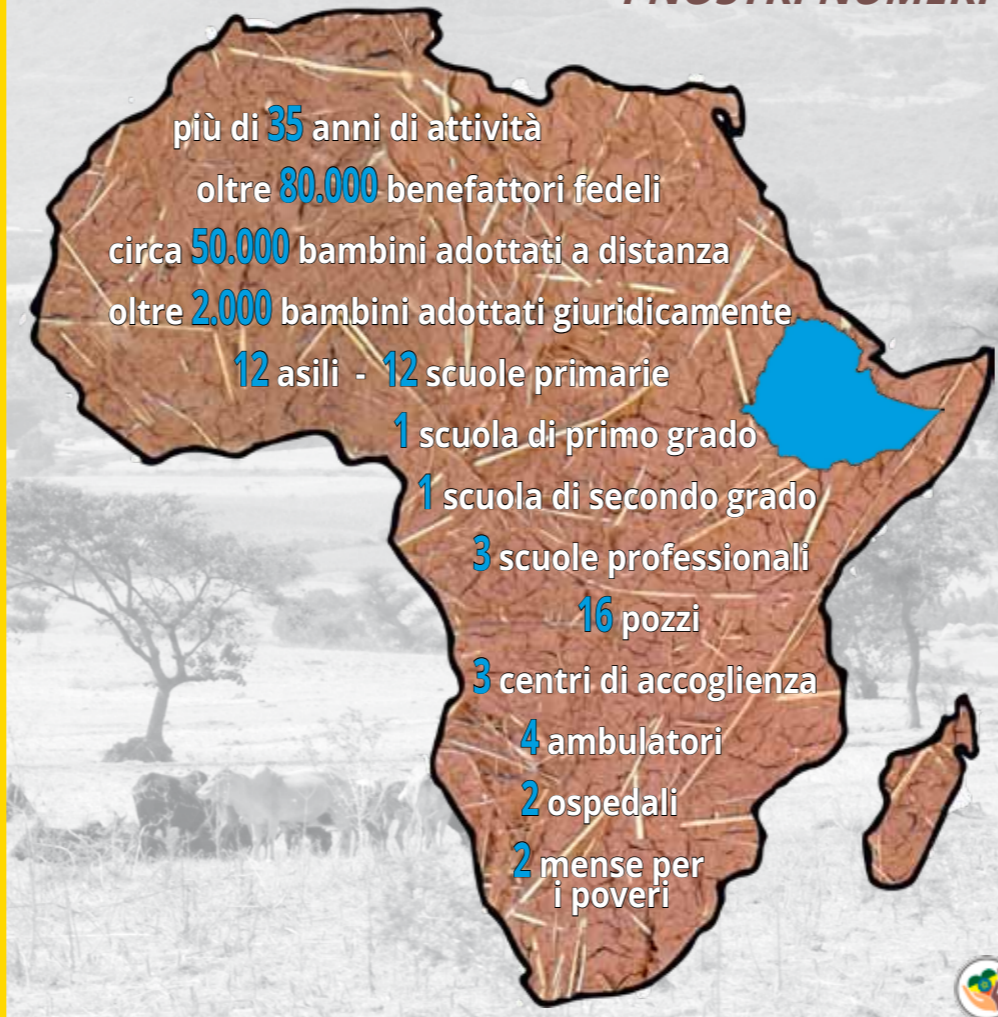 I NOSTRI NUMERI
più di 35 anni di attività
oltre 80.000 benefattori fedeli
circa 50.000 bambini adottati a distanza
oltre 2.000 bambini adottati giuridicamente
12 asili - 12 scuole primarie
1 scuola di primo grado
1 scuola di secondo grado
3 scuole professionali
16 pozzi
3 centri di accoglienza
4 ambulatori
2 ospedali
2 mense per
i poveri